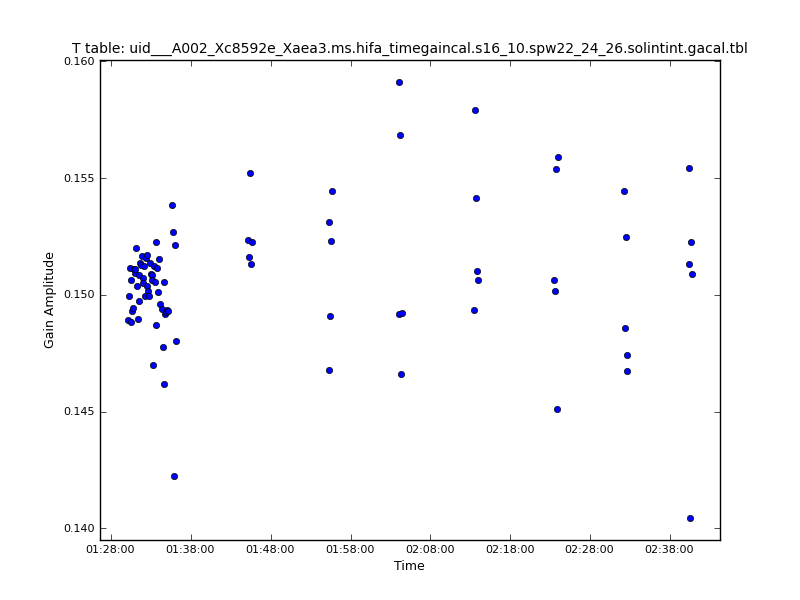 T table: uid___A002_Xc8592e_Xaea3.ms.hifa_timegaincal.s16_10.spw22_24_26.solintint.gacal.tbl
0.160
0.155
0.150
0.145
0.140
Gain Amplitude
01:28:00 01:38:00 01:48:00 01:58:00 02:08:00 02:18:00 02:28:00 02:38:00
Time